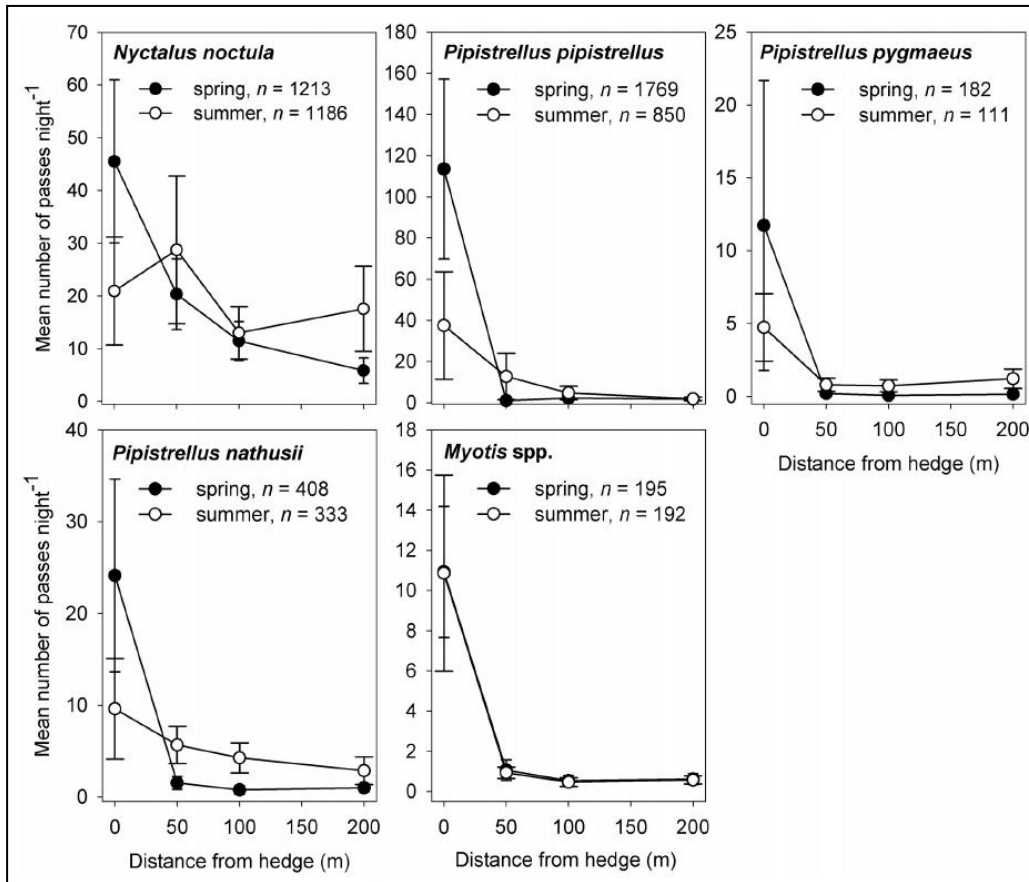 Nyctalus noctula
spring, n = 1213
summer, n = 1186
Mean number of passes night⁻¹
70
60
50
40
30
20
10
0
Pipistrellus pipistrellus
spring, n = 1769
summer, n = 850
180
160
140
120
100
80
60
40
20
0
Pipistrellus pygmaeus
spring, n = 182
summer, n = 111
25
20
15
10
5
0
0 50 100 150 200
Distance from hedge (m)
Pipistrellus nathusii
spring, n = 408
summer, n = 333
Mean number of passes night⁻¹
40
30
20
10
0
0 50 100 150 200
Distance from hedge (m)
Myotis spp.
spring, n = 195
summer, n = 192
18
16
14
12
10
8
6
4
2
0
0 50 100 150 200
Distance from hedge (m)